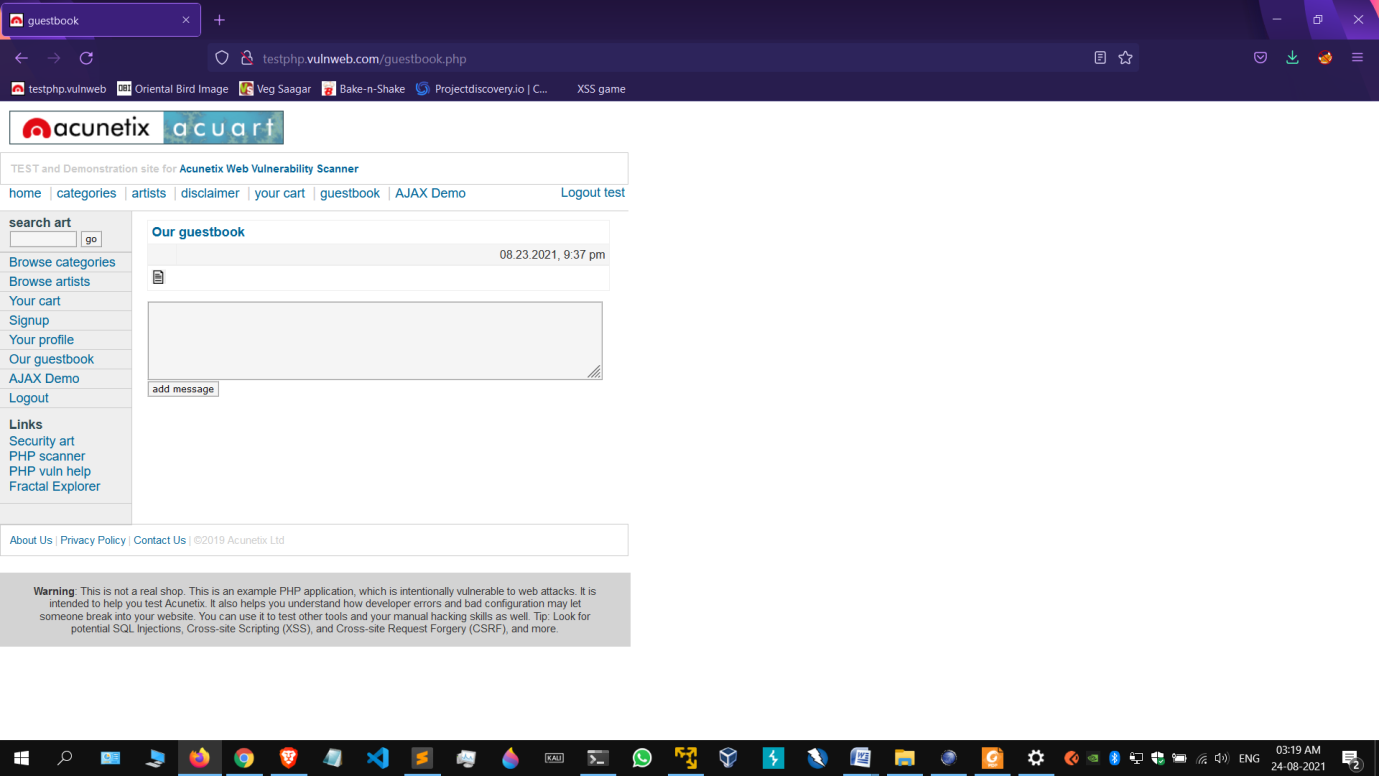 guestbook
testphp.vulnweb.com/guestbook.php
testphp.vulnweb OBI Oriental Bird Image Veg Saagar Bake-n-Shake Projectdiscovery.io | C... XSS game
acunetix acuart
TEST and Demonstration site for Acunetix Web Vulnerability Scanner
home | categories | artists | disclaimer | your cart | guestbook | AJAX Demo Logout test
search art
go
Browse categories
Browse artists
Your cart
Signup
Your profile
Our guestbook
AJAX Demo
Logout
Links
Security art
PHP scanner
PHP vuln help
Fractal Explorer
Our guestbook
08.23.2021, 9:37 pm
add message
About Us | Privacy Policy | Contact Us | ©2019 Acunetix Ltd
Warning: This is not a real shop. This is an example PHP application, which is intentionally vulnerable to web attacks. It is
intended to help you test Acunetix. It also helps you understand how developer errors and bad configuration may let
someone break into your website. You can use it to test other tools and your manual hacking skills as well. Tip: Look for
potential SQL Injections, Cross-site Scripting (XSS), and Cross-site Request Forgery (CSRF), and more.
KALI
ENG
03:19 AM
24-08-2021
2